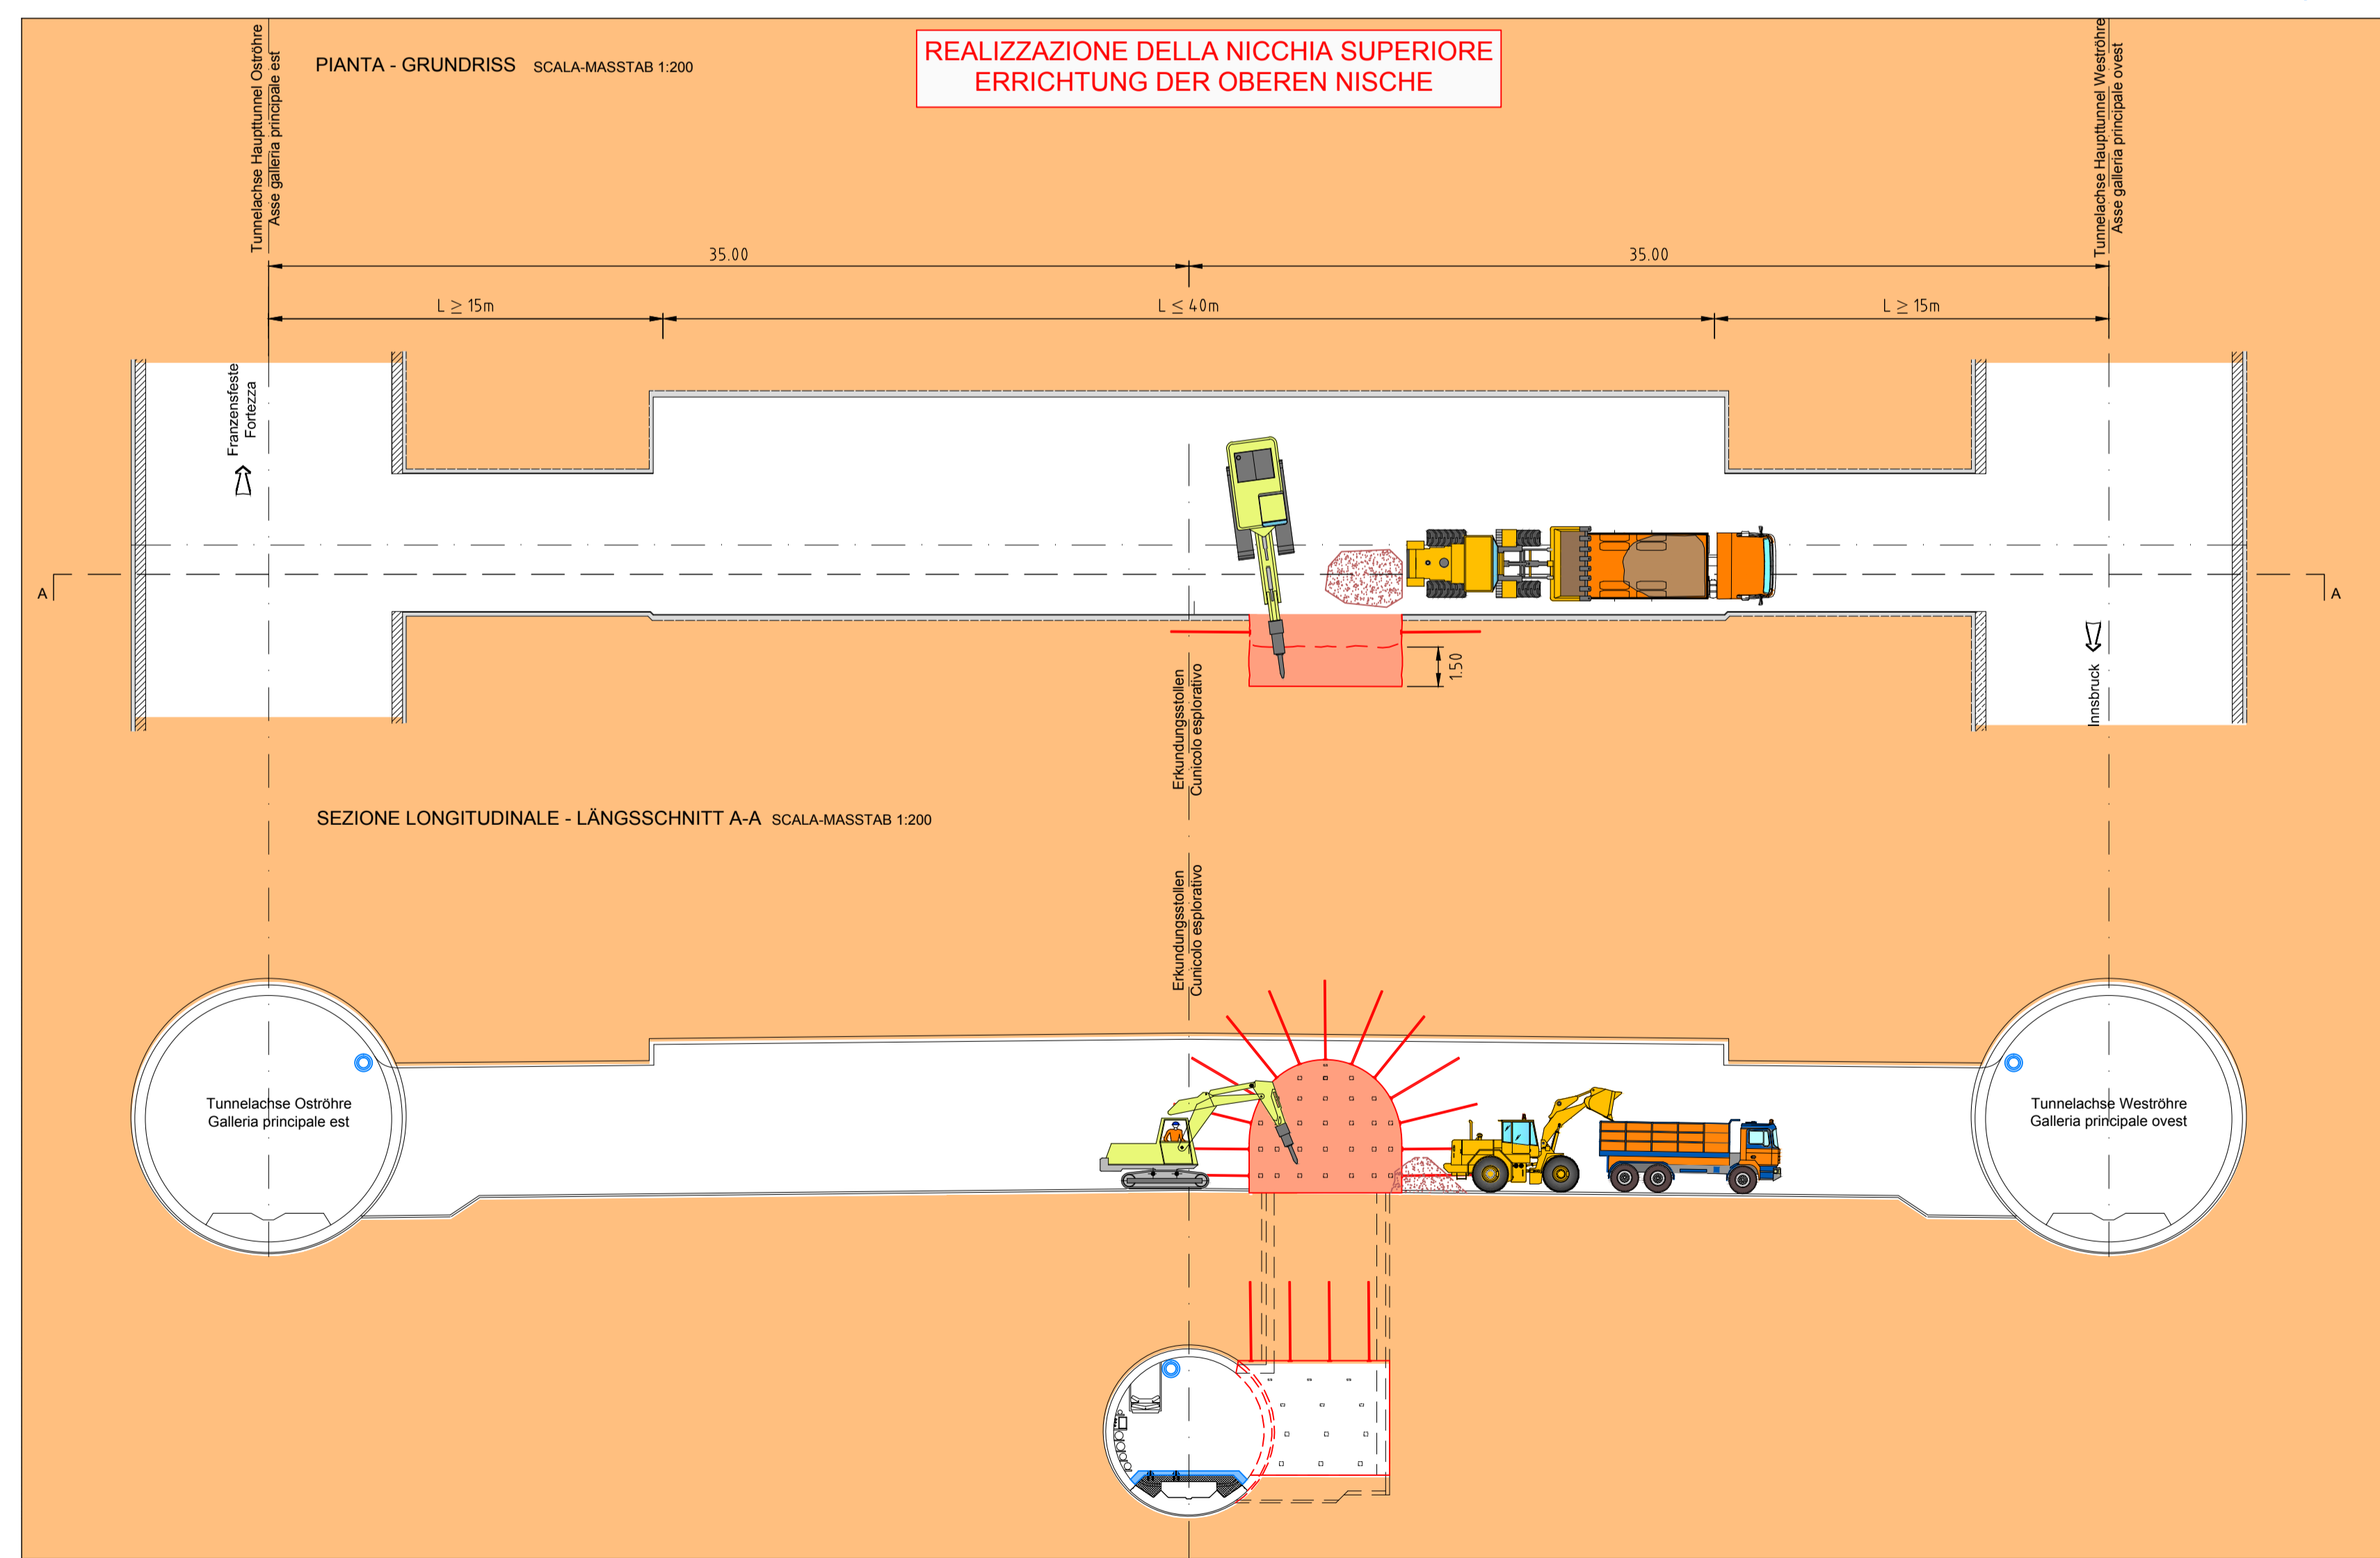 Tunnelachse Haupttunnel Oströhre
Asse galleria principale est
PIANTA - GRUNDRISS SCALA-MASSTAB 1:200
REALIZZAZIONE DELLA NICCHIA SUPERIORE
ERRICHTUNG DER OBEREN NISCHE
Tunnelachse Haupttunnel Weströhre
Asse galleria principale ovest
35.00
35.00
L ≥ 15m
L ≤ 40m
L ≥ 15m
Franzensfeste
Fortezza
A
A
1.50
Erkundungsstollen
Cunicolo esplorativo
Innsbruck
SEZIONE LONGITUDINALE - LÄNGSSCHNITT A-A SCALA-MASSTAB 1:200
Erkundungsstollen
Cunicolo esplorativo
Tunnelachse Oströhre
Galleria principale est
Tunnelachse Weströhre
Galleria principale ovest